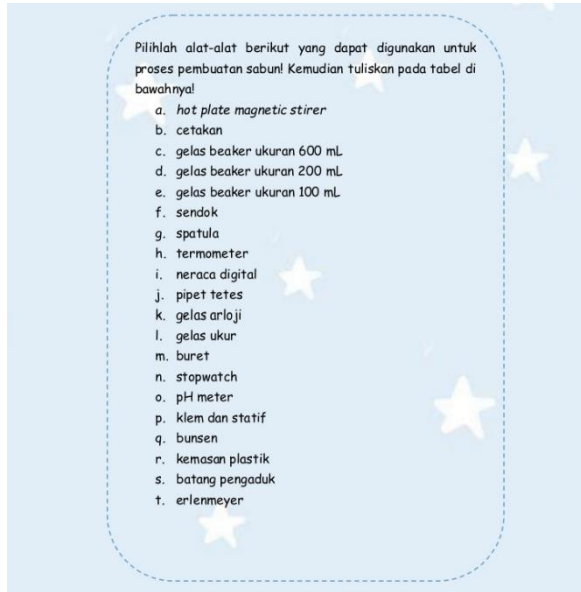 Pilihlah alat-alat berikut yang dapat digunakan untuk
proses pembuatan sabun! Kemudian tuliskan pada tabel di
bawahnya!
a. hot plate magnetic stirer
b. cetakan
c. gelas beaker ukuran 600 mL
d. gelas beaker ukuran 200 mL
e. gelas beaker ukuran 100 mL
f. sendok
g. spatula
h. termometer
i. neraca digital
j. pipet tetes
k. gelas arloji
l. gelas ukur
m. buret
n. stopwatch
o. pH meter
p. klem dan statif
q. bunsen
r. kemasan plastik
s. batang pengaduk
t. erlenmeyer